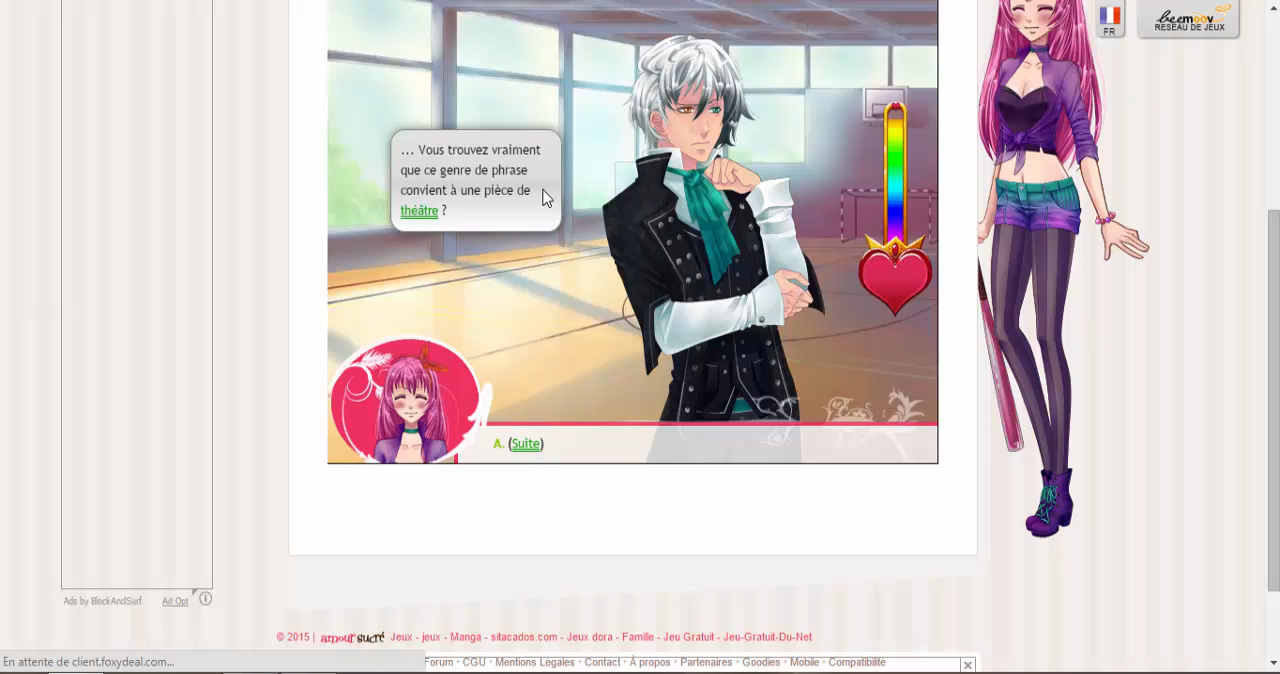 FR
beemoov
RESEAU DE JEUX
... Vous trouvez vraiment
que ce genre de phrase
convient à une pièce de
théâtre ?
A. (Suite)
Ads by BlockAndSurf Ad Opt i
© 2015 | amour sucré Jeux - jeux - Manga - sitacados.com - Jeux dora - Famille - Jeu Gratuit - Jeu-Gratuit-Du-Net
En attente de client.foxydeal.com...
Forum • CGU • Mentions Légales • Contact • À propos • Partenaires • Goodies • Mobile • Compatibilité